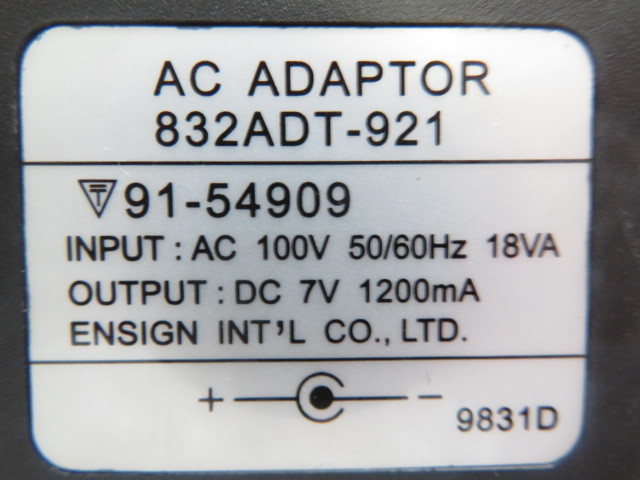 AC ADAPTOR
832ADT-921
91-54909
INPUT : AC 100V 50/60Hz 18VA
OUTPUT : DC 7V 1200mA
ENSIGN INT'L CO., LTD.
+ −
9831D